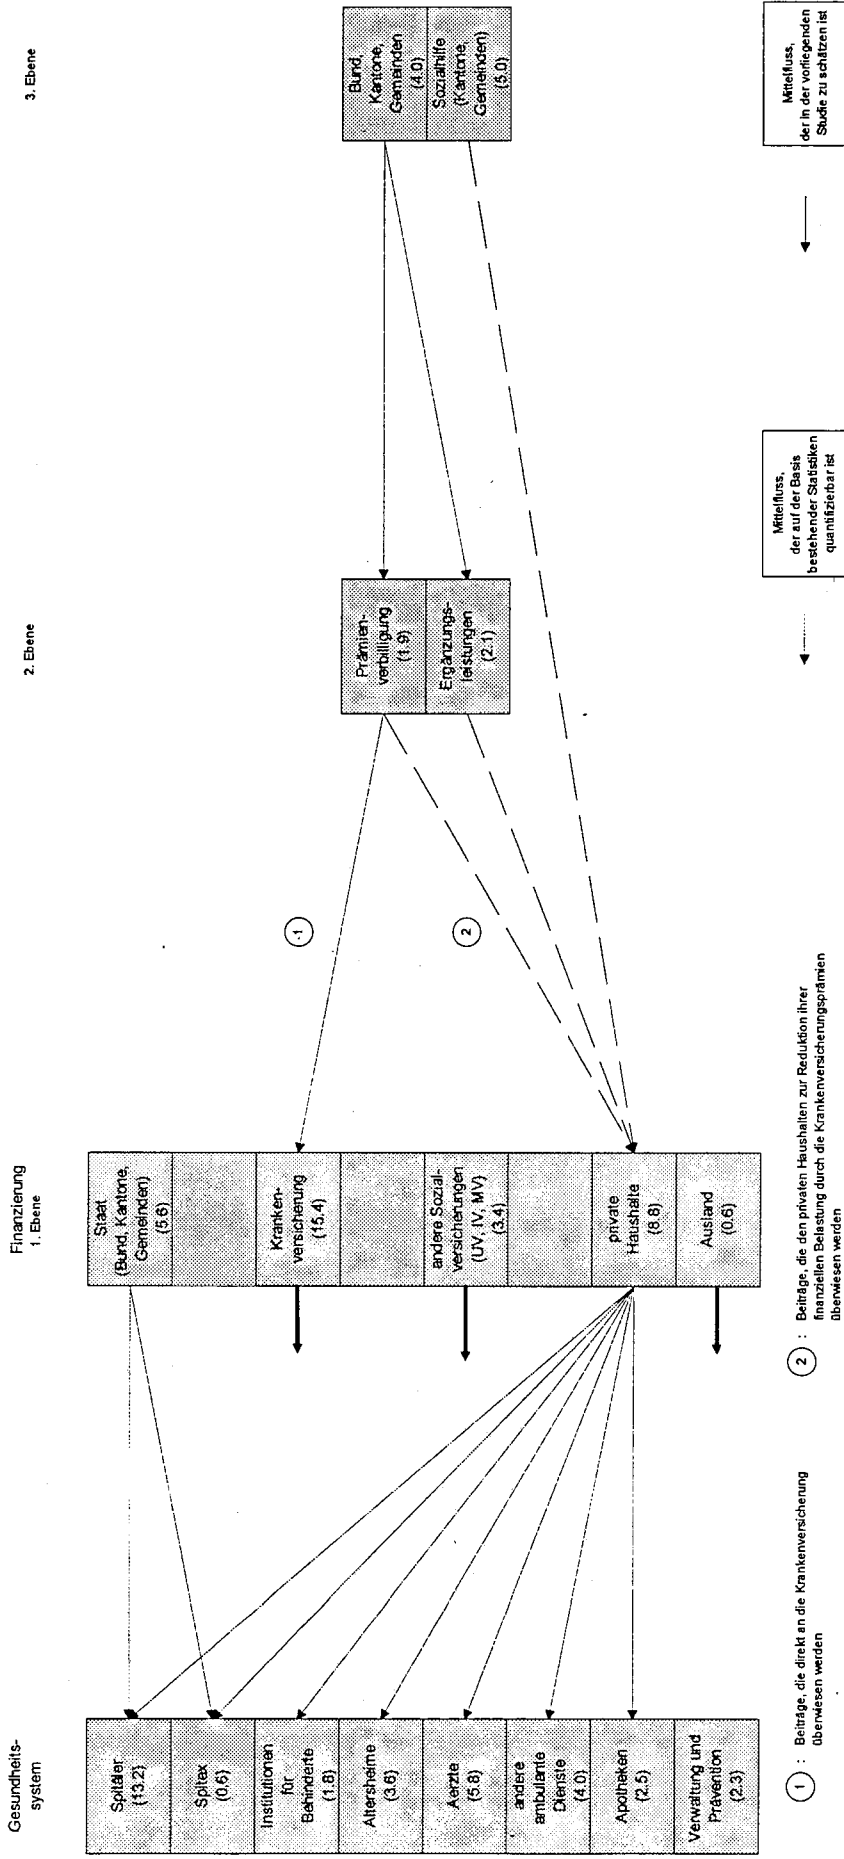 Gesundheits-
system
Finanzierung
1. Ebene
2. Ebene
3. Ebene
Spitäler
(13.2)
Spitex
(0.6)
Institutionen
für
Behinderte
(1.8)
Altersheime
(3.6)
Aerzte
(5.8)
andere
ambulante
Dienste
(4.0)
Apotheken
(2.5)
Verwaltung und
Prävention
(2.3)
Staat
(Bund, Kantone,
Gemeinden)
(5.6)
Kranken-
versicherung
(15.4)
andere Sozial-
versicherungen
(UV, IV, MV)
(3.4)
private
Haushalte
(8.8)
Ausland
(0.6)
1
2
Prämien-
verbilligung
(1.9)
Ergänzungs-
leistungen
(2.1)
Bund,
Kantone,
Gemeinden
(4.0)
Sozialhilfe
(Kantone,
Gemeinden)
(5.0)
1 : Beiträge, die direkt an die Krankenversicherung
überwiesen werden
2 : Beiträge, die den privaten Haushalten zur Reduktion ihrer
finanziellen Belastung durch die Krankenversicherungsprämien
überwiesen werden
Mittelfluss,
der auf der Basis
bestehender Statistiken
quantifizierbar ist
Mittelfluss,
der in der vorliegenden
Studie zu schätzen ist